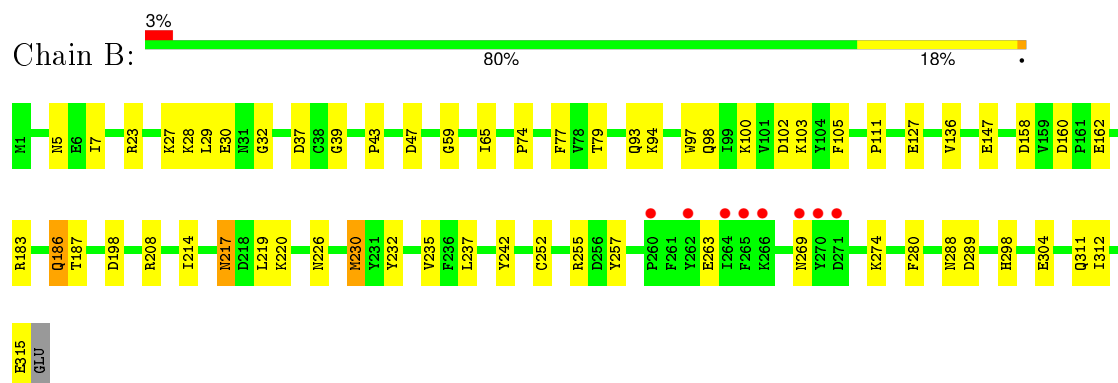 3%
Chain B:
80% 18% •
M1 N5 E6 I7 R23 K27 K28 L29 E30 N31 G32 D37 C38 G39 P43 D47 G59 I65 P74 F77 V78 T79 Q93 K94 W97 Q98 I99 K100 V101 D102 K103 Y104 F105 P111 E127 V136 E147 D158 V159 D160 P161 E162
R183 Q186 T187 D198 R208 I214 N217 D218 L219 K220 N226 M230 Y231 Y232 V235 F236 L237 Y242 C252 R255 D256 Y257 P260 F261 Y262 E263 I264 F265 K266 N269 Y270 D271 K274 F280 N288 D289 H298 E304 Q311 I312
E315 GLU